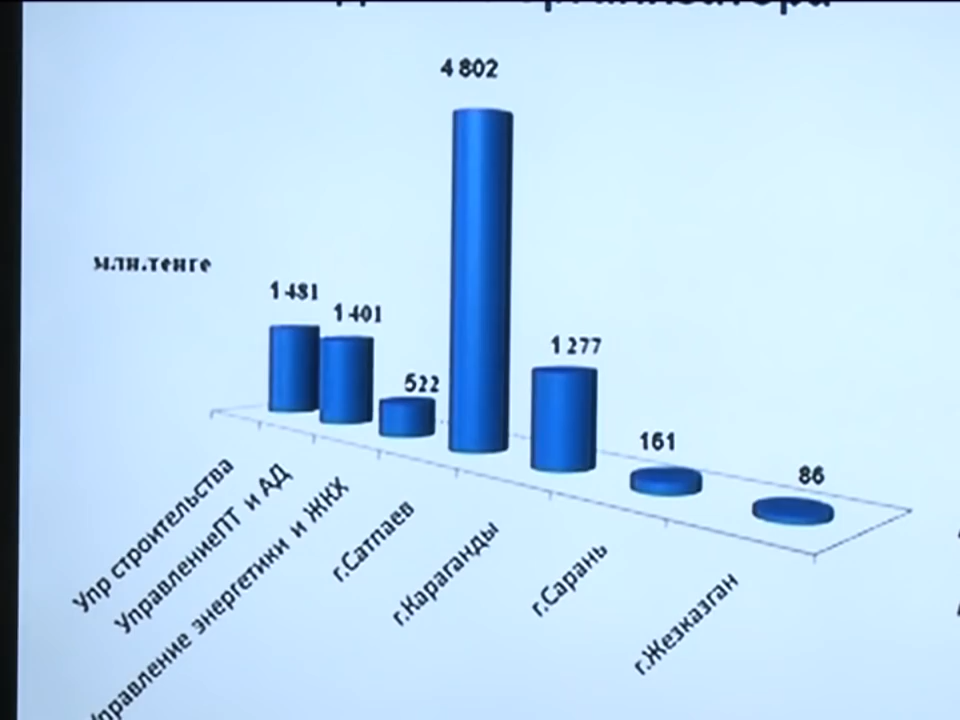 организатора
4 802
млн.тенге
1 481
1 401
522
1 277
161
86
Упр строительства
УправлениеПТ и АД
Управление энергетики и ЖКХ
г.Сатпаев
г.Караганды
г.Сарань
г.Жезказган